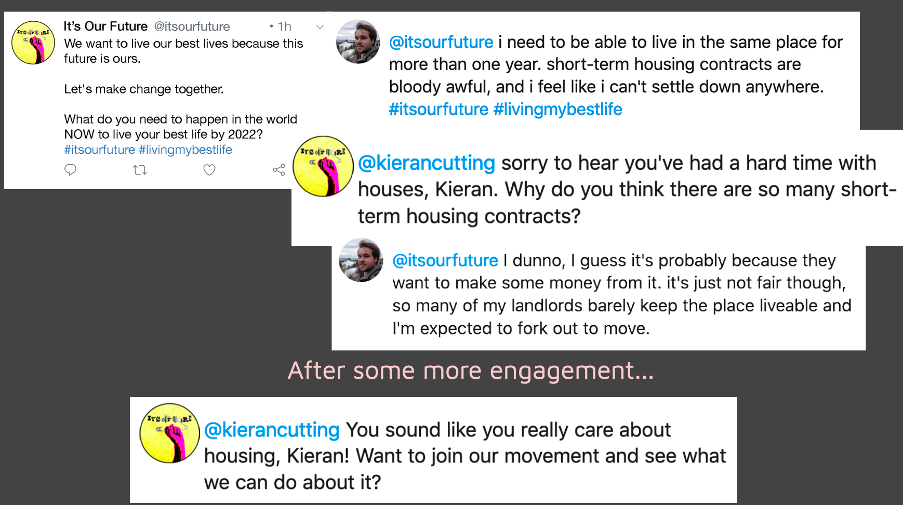 It's Our Future @itsourfuture • 1h
We want to live our best lives because this
future is ours.
Let's make change together.
What do you need to happen in the world
NOW to live your best life by 2022?
#itsourfuture #livingmybestlife
@itsourfuture i need to be able to live in the same place for
more than one year. short-term housing contracts are
bloody awful, and i feel like i can't settle down anywhere.
#itsourfuture #livingmybestlife
@kierancutting sorry to hear you've had a hard time with
houses, Kieran. Why do you think there are so many short-
term housing contracts?
@itsourfuture I dunno, I guess it's probably because they
want to make some money from it. it's just not fair though,
so many of my landlords barely keep the place liveable and
I'm expected to fork out to move.
After some more engagement...
@kierancutting You sound like you really care about
housing, Kieran! Want to join our movement and see what
we can do about it?